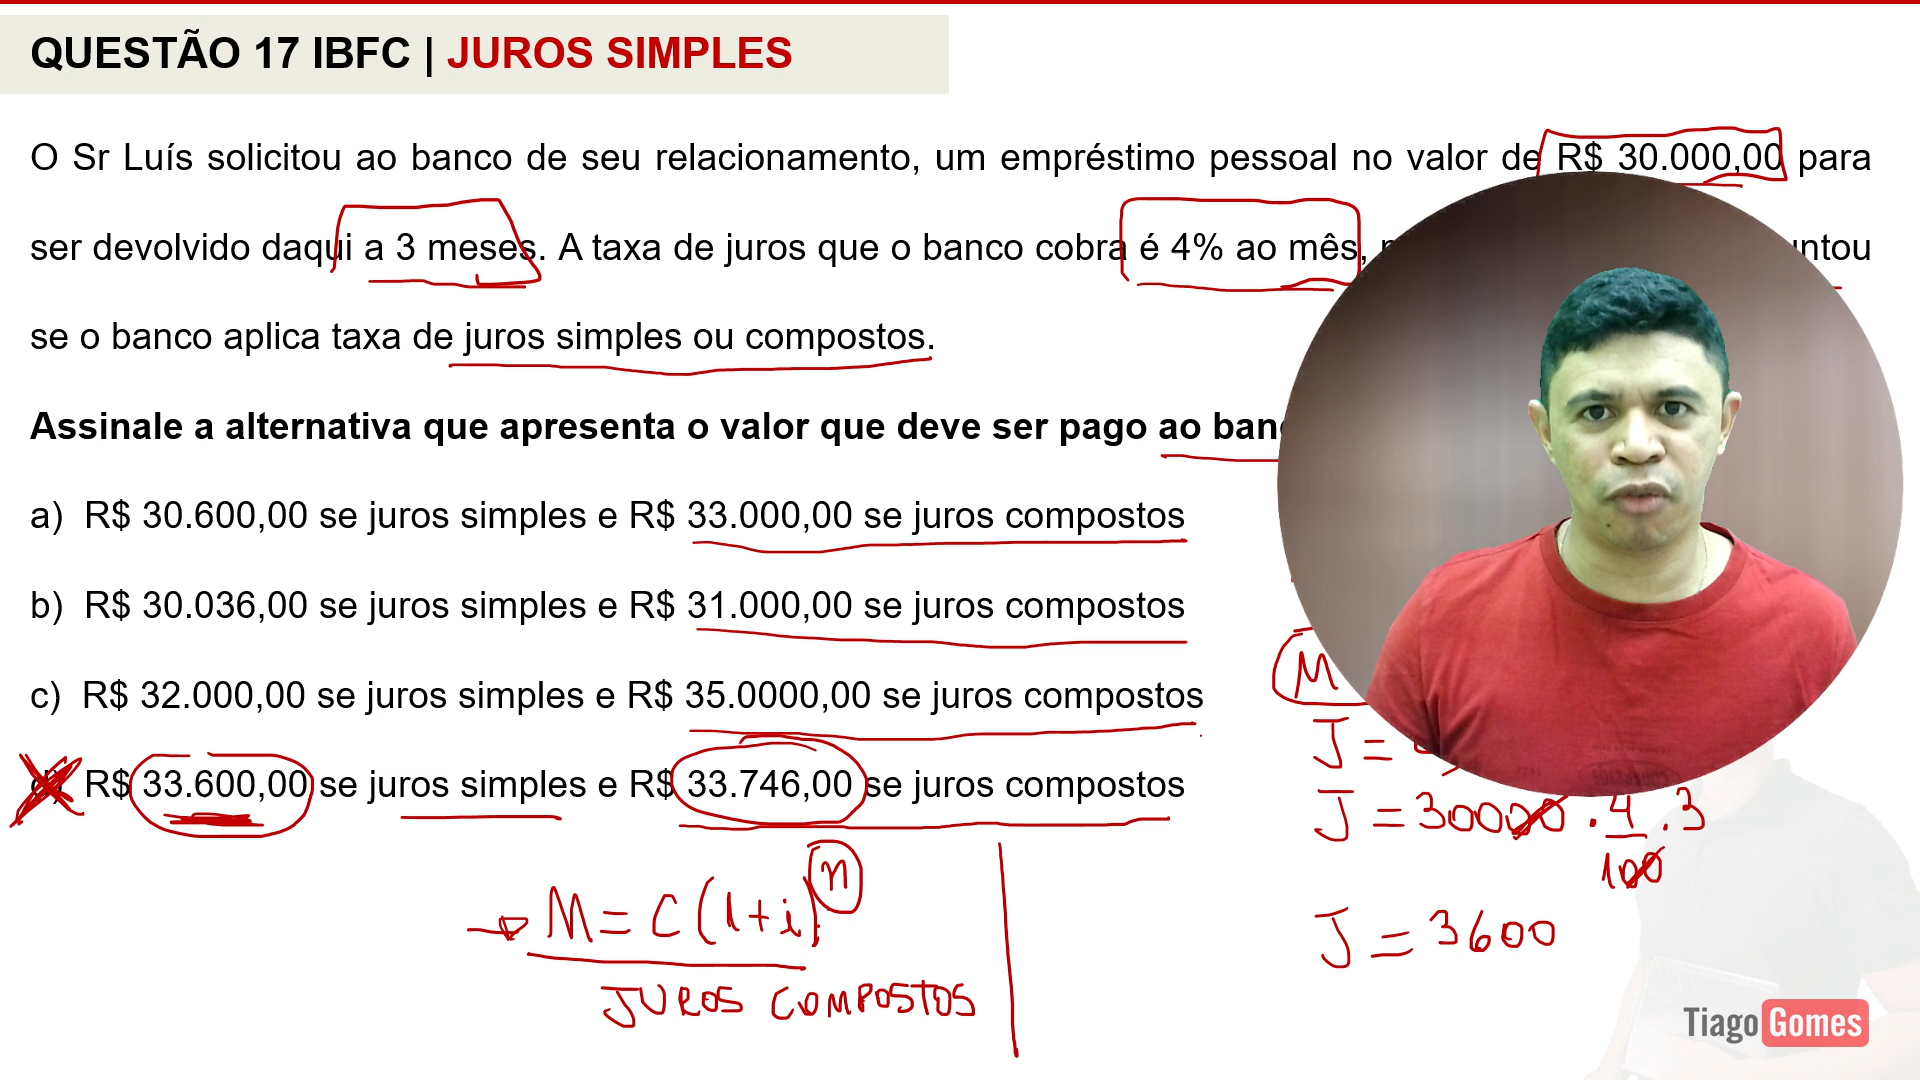 QUESTÃO 17 IBFC | JUROS SIMPLES
O Sr Luís solicitou ao banco de seu relacionamento, um empréstimo pessoal no valor de R$ 30.000,00 para
ser devolvido daqui a 3 meses. A taxa de juros que o banco cobra é 4% ao mês,
se o banco aplica taxa de juros simples ou compostos.
Assinale a alternativa que apresenta o valor que deve ser pago ao
a) R$ 30.600,00 se juros simples e R$ 33.000,00 se juros compostos
b) R$ 30.036,00 se juros simples e R$ 31.000,00 se juros compostos
c) R$ 32.000,00 se juros simples e R$ 35.0000,00 se juros compostos
d) R$ 33.600,00 se juros simples e R$ 33.746,00 se juros compostos
M
J =
J = 30000 . 4/100 . 3
J = 3600
M = C (1+i)^n
JUROS COMPOSTOS
Tiago Gomes